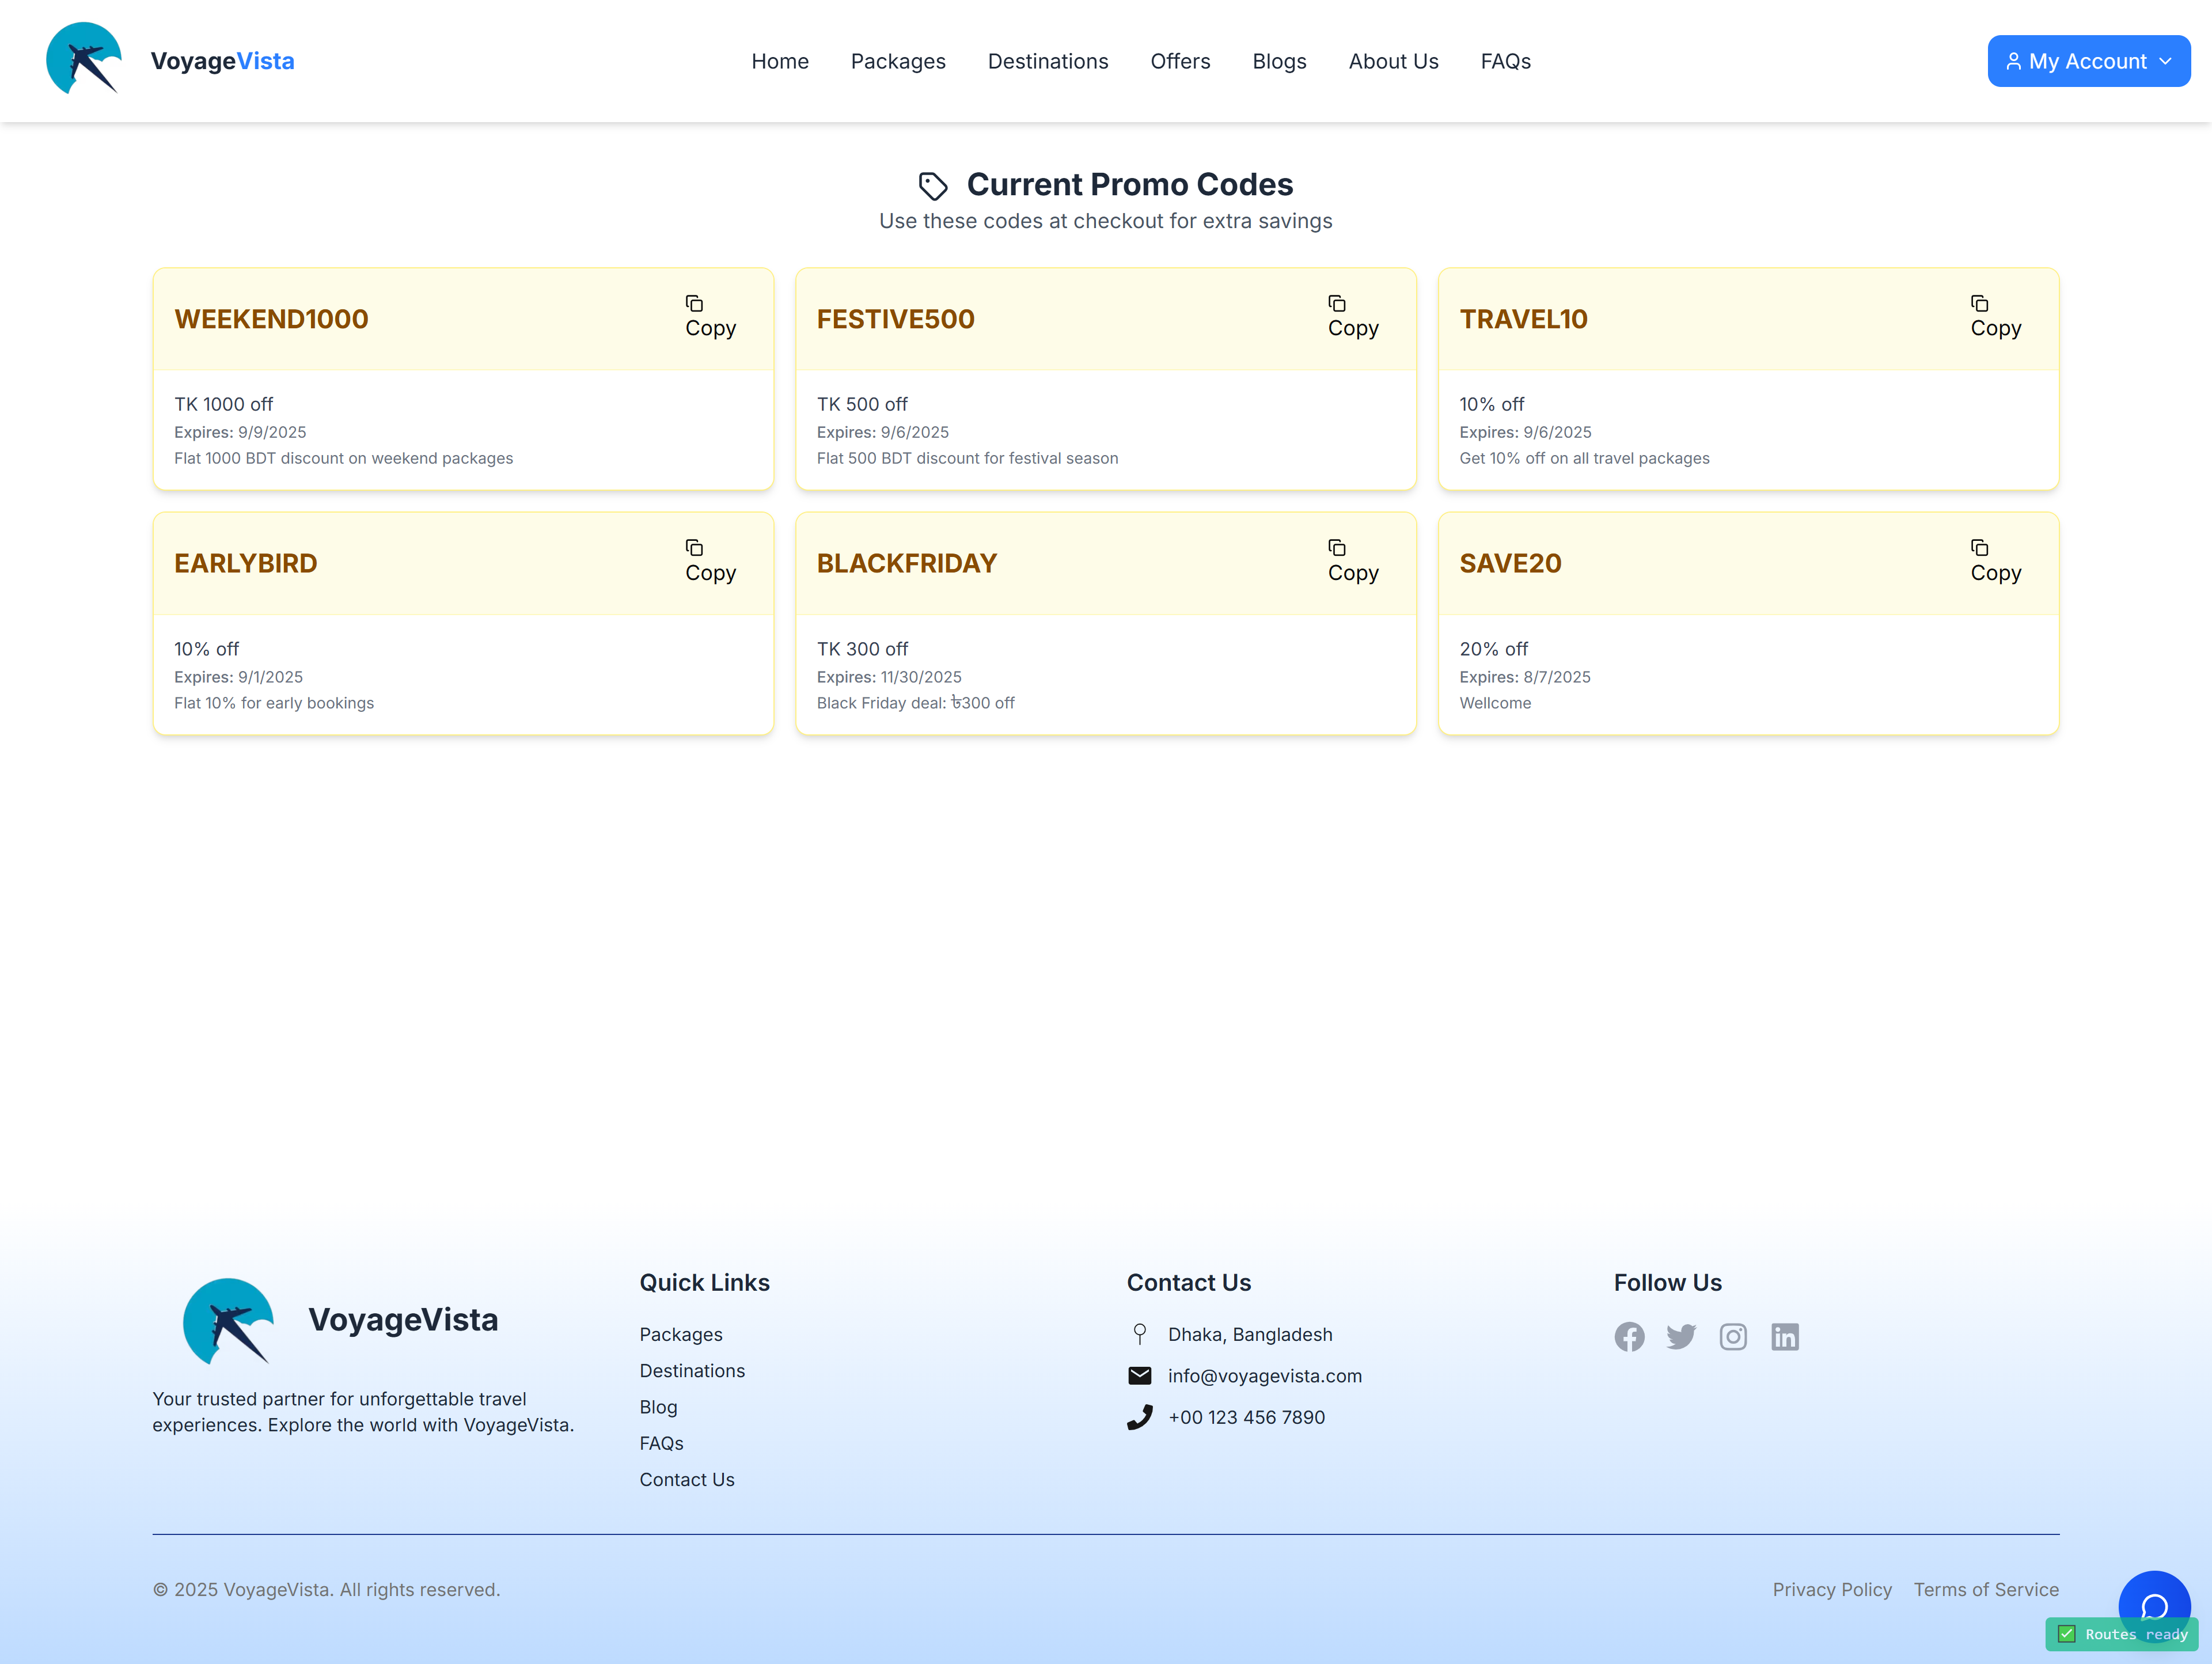 VoyageVista
Home
Packages
Destinations
Offers
Blogs
About Us
FAQs
My Account
Current Promo Codes
Use these codes at checkout for extra savings
WEEKEND1000
Copy
TK 1000 off
Expires: 9/9/2025
Flat 1000 BDT discount on weekend packages
FESTIVE500
Copy
TK 500 off
Expires: 9/6/2025
Flat 500 BDT discount for festival season
TRAVEL10
Copy
10% off
Expires: 9/6/2025
Get 10% off on all travel packages
EARLYBIRD
Copy
10% off
Expires: 9/1/2025
Flat 10% for early bookings
BLACKFRIDAY
Copy
TK 300 off
Expires: 11/30/2025
Black Friday deal: ৳300 off
SAVE20
Copy
20% off
Expires: 8/7/2025
Wellcome
VoyageVista
Your trusted partner for unforgettable travel
experiences. Explore the world with VoyageVista.
Quick Links
Packages
Destinations
Blog
FAQs
Contact Us
Contact Us
Dhaka, Bangladesh
info@voyagevista.com
+00 123 456 7890
Follow Us
© 2025 VoyageVista. All rights reserved.
Privacy Policy
Terms of Service
Routes ready